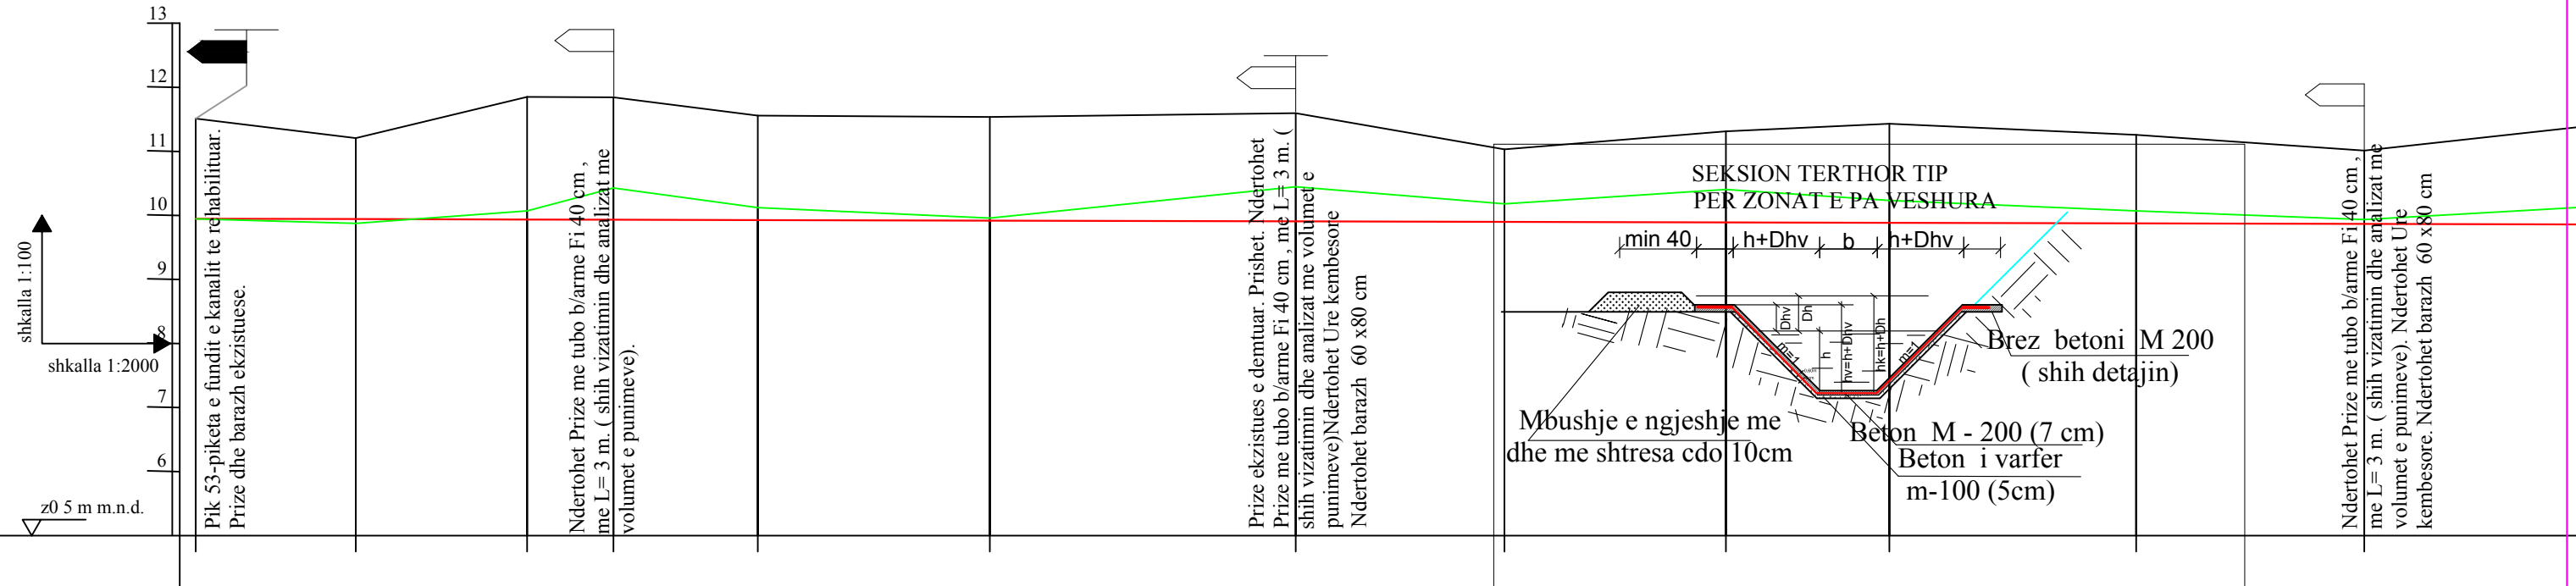 13
12
11
10
9
8
7
6
shkalla 1:100
shkalla 1:2000
z0 5 m m.n.d.
Pik 53-piketa e fundit e kanalit te rehabilituar.
Prize dhe barazh ekzistuese.
Ndertohet Prize me tubo b/arme Fi 40 cm ,
me L= 3 m. ( shih vizatimin dhe analizat me
volumet e punimeve).
Prize ekzistues e demtuar. Prishet. Ndertohet
Prize me tubo b/arme Fi 40 cm , me L= 3 m. (
shih vizatimin dhe analizat me volumet e
punimeve)Ndertohet Ure kembesore
Ndertohet barazh 60 x80 cm
SEKSION TERTHOR TIP
PER ZONAT E PA VESHURA
min 40
h+Dhv
b
h+Dhv
Dhv
Dh
h
hv=h+Dhv
hk=h+Dh
m=1
m=1
Brez betoni M 200
( shih detajin)
Mbushje e ngjeshje me
dhe me shtresa cdo 10cm
Beton M - 200 (7 cm)
Beton i varfer
m-100 (5cm)
Ndertohet Prize me tubo b/arme Fi 40 cm ,
me L= 3 m. ( shih vizatimin dhe analizat me
volumet e punimeve). Ndertohet Ure
kembesore. Ndertohet barazh 60 x80 cm